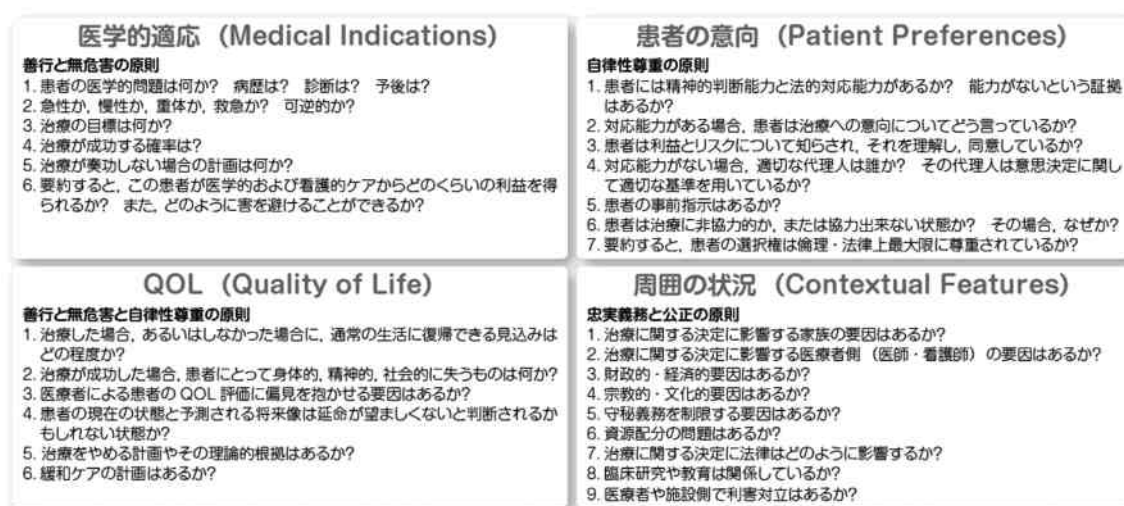 医学的適応 (Medical Indications)
善行と無危害の原則
1. 患者の医学的問題は何か? 病歴は? 診断は? 予後は?
2. 急性か, 慢性か, 重体か, 救急か? 可逆的か?
3. 治療の目標は何か?
4. 治療が成功する確率は?
5. 治療が奏功しない場合の計画は何か?
6. 要約すると, この患者が医学的および看護的ケアからどのくらいの利益を得
られるか? また, どのように害を避けることができるか?
患者の意向 (Patient Preferences)
自律性尊重の原則
1. 患者には精神的判断能力と法的対応能力があるか? 能力がないという証拠
はあるか?
2. 対応能力がある場合, 患者は治療への意向についてどう言っているか?
3. 患者は利益とリスクについて知らされ, それを理解し, 同意しているか?
4. 対応能力がない場合, 適切な代理人は誰か? その代理人は意思決定に関し
て適切な基準を用いているか?
5. 患者の事前指示はあるか?
6. 患者は治療に非協力的か, または協力出来ない状態か? その場合, なぜか?
7. 要約すると, 患者の選択権は倫理・法律上最大限に尊重されているか?
QOL (Quality of Life)
善行と無危害と自律性尊重の原則
1. 治療した場合, あるいはしなかった場合に, 通常の生活に復帰できる見込みは
どの程度か?
2. 治療が成功した場合, 患者にとって身体的, 精神的, 社会的に失うものは何か?
3. 医療者による患者の QOL 評価に偏見を抱かせる要因はあるか?
4. 患者の現在の状態と予測される将来像は延命が望ましくないと判断されるか
もしれない状態か?
5. 治療をやめる計画やその理論的根拠はあるか?
6. 緩和ケアの計画はあるか?
周囲の状況 (Contextual Features)
忠実義務と公正の原則
1. 治療に関する決定に影響する家族の要因はあるか?
2. 治療に関する決定に影響する医療者側 (医師・看護師) の要因はあるか?
3. 財政的・経済的要因はあるか?
4. 宗教的・文化的要因はあるか?
5. 守秘義務を制限する要因はあるか?
6. 資源配分の問題はあるか?
7. 治療に関する決定に法律はどのように影響するか?
8. 臨床研究や教育は関係しているか?
9. 医療者や施設側で利害対立はあるか?